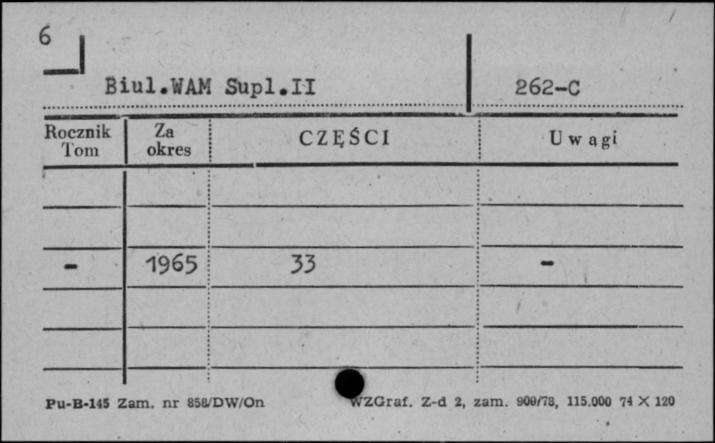 6
Biul.WAM Supl.II 262-C
Rocznik Tom Za okres CZĘŚCI Uwagi
- 1965 33 -
Pu-B-145 Zam. nr 858/DW/On WZGraf. Z-d 2, zam. 900/78, 115.000 74 X 120